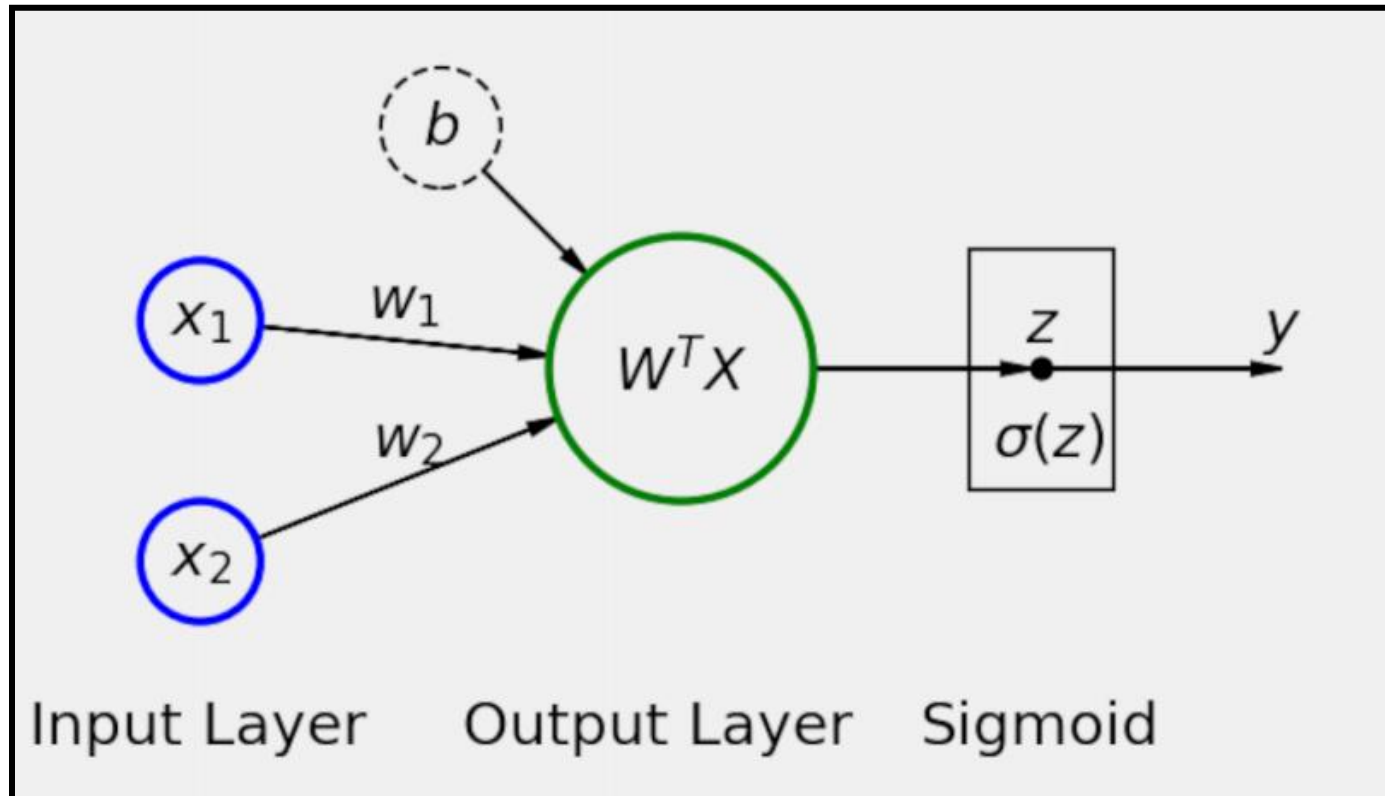 b
x₁
w₁
WᵀX
z
y
w₂
σ(z)
x₂
Input Layer
Output Layer
Sigmoid